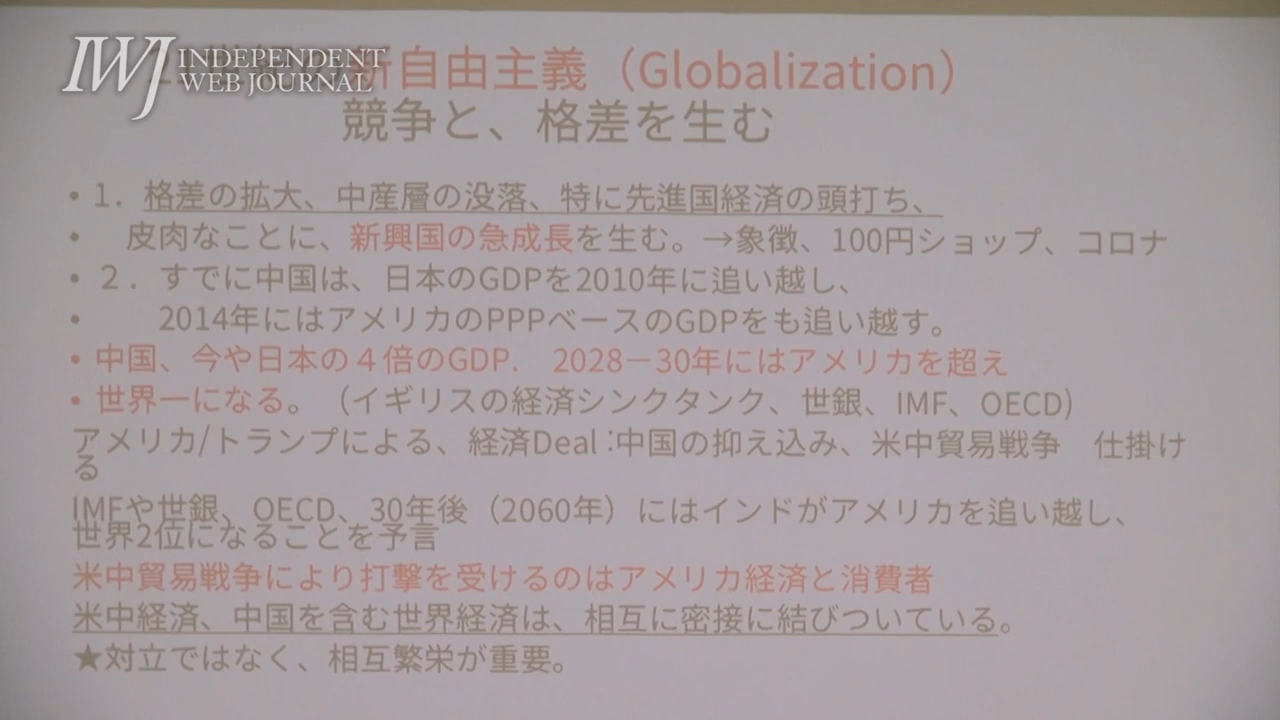 IWJ INDEPENDENT
WEB JOURNAL
新自由主義（Globalization）
競争と、格差を生む
• 1．格差の拡大、中産層の没落、特に先進国経済の頭打ち、
• 皮肉なことに、新興国の急成長を生む。→象徴、100円ショップ、コロナ
• ２．すでに中国は、日本のGDPを2010年に追い越し、
• 2014年にはアメリカのPPPベースのGDPをも追い越す。
• 中国、今や日本の４倍のGDP. 2028－30年にはアメリカを超え
• 世界一になる。（イギリスの経済シンクタンク、世銀、IMF、OECD)
アメリカ/トランプによる、経済Deal :中国の抑え込み、米中貿易戦争　仕掛け
る
IMFや世銀、OECD、30年後（2060年）にはインドがアメリカを追い越し、
世界2位になることを予言
米中貿易戦争により打撃を受けるのはアメリカ経済と消費者
米中経済、中国を含む世界経済は、相互に密接に結びついている。
★対立ではなく、相互繁栄が重要。